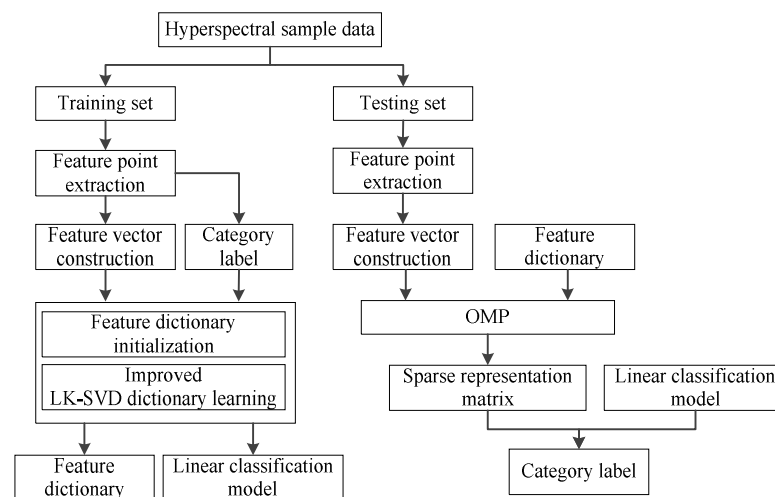 Hyperspectral sample data
Training set
Testing set
Feature point
extraction
Feature point
extraction
Feature vector
construction
Category
label
Feature vector
construction
Feature
dictionary
Feature dictionary
initialization
OMP
Improved
LK-SVD dictionary learning
Sparse representation
matrix
Linear classification
model
Feature
dictionary
Linear classification
model
Category label